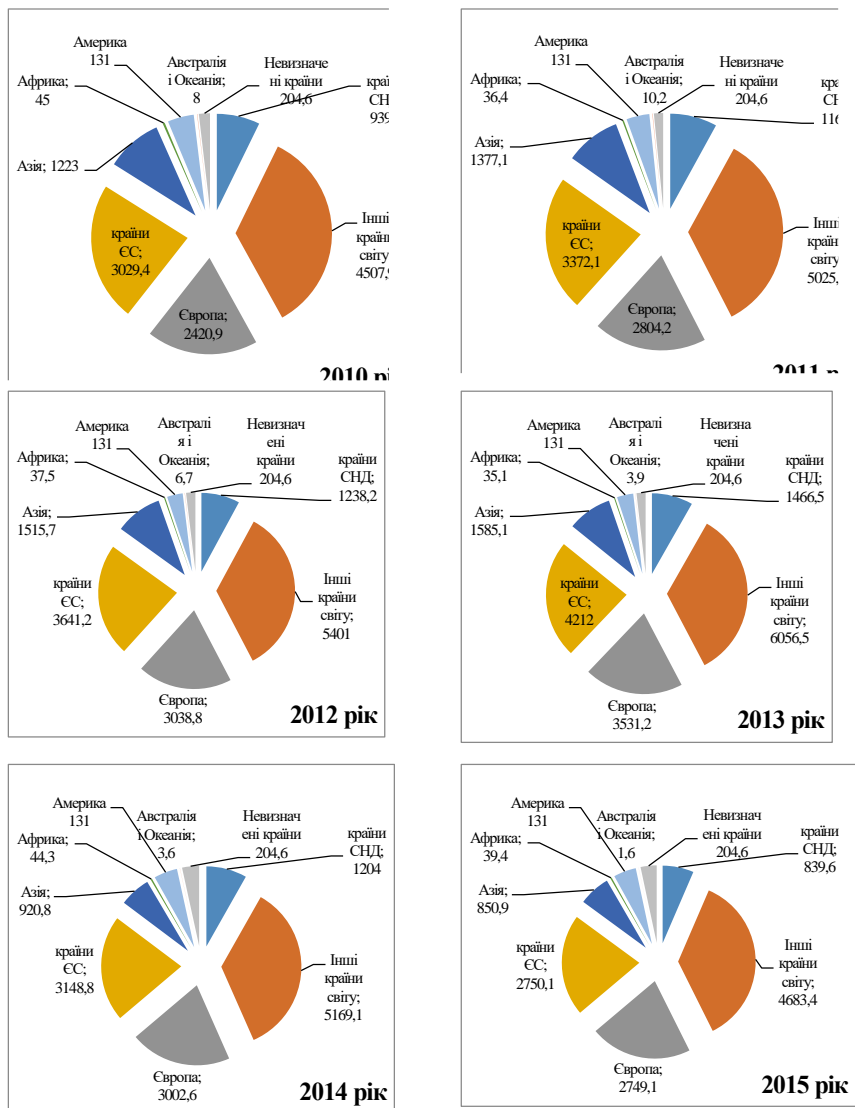 Америка
131
Африка;
45
Австралія
і Океанія;
8
Невизначе
ні країни
204,6
Азія; 1223
країни
ЄС;
3029,4
Європа;
2420,9
світу;
2010
Америка
131
Африка;
36,4
Австралія
і Океанія;
10,2
Невизначе
ні країни
204,6
Азія;
1377,1
країни
ЄС;
3372,1
Європа;
2804,2
Інші
світу;
2011
Америка
131
Африка;
37,5
Австралі
я і
Океанія;
6,7
Невизнач
ені
країни
204,6
країни
СНД;
1238,2
Азія;
1515,7
країни
ЄС;
3641,2
Інші
країни
світу;
5401
Європа;
3038,8
2012 рік
Америка
131
Африка;
35,1
Австралі
я і
Океанія;
3,9
Невизна
чені
країни
204,6
країни
СНД;
1466,5
Азія;
1585,1
країни
ЄС;
4212
Інші
країни
світу;
6056,5
Європа;
3531,2
2013 рік
Америка
131
Африка;
44,3
Австралія
і Океанія;
3,6
Невизнач
ені країни
204,6
країни
СНД;
1204
Азія;
920,8
країни
ЄС;
3148,8
Інші
країни
світу;
5169,1
Європа;
3002,6
2014 рік
Америка
131
Африка;
39,4
Австралія
і Океанія;
1,6
Невизнач
ені країни
204,6
країни
СНД;
839,6
Азія;
850,9
країни
ЄС;
2750,1
Інші
країни
світу;
4683,4
Європа;
2749,1
2015 рік